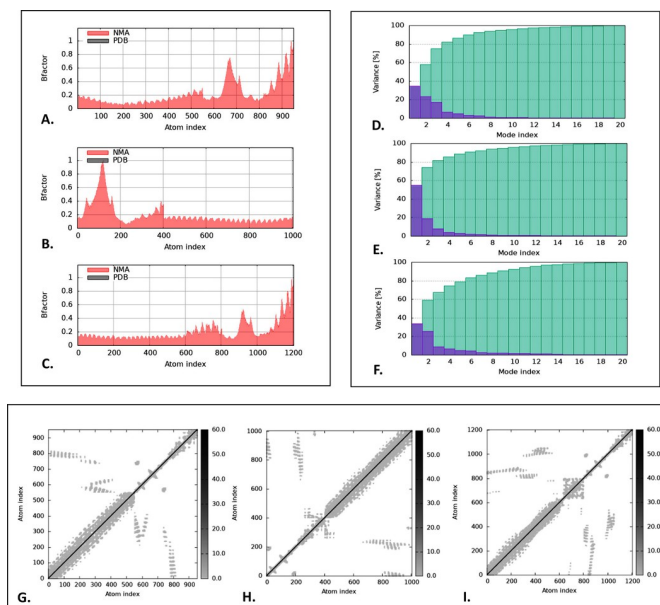 1.2
1
0.8
0.6
0.4
0.2
0
Bfactor
NMA
PDB
100 200 300 400 500 600 700 800 900
Atom index
A.
1
0.8
0.6
0.4
0.2
0
Bfactor
NMA
PDB
0 200 400 600 800 1000
Atom index
B.
1.2
1
0.8
0.6
0.4
0.2
0
Bfactor
NMA
PDB
0 200 400 600 800 1000 1200
Atom index
C.
100
80
60
40
20
0
Variance [%]
2 4 6 8 10 12 14 16 18 20
Mode index
D.
100
80
60
40
20
0
Variance [%]
2 4 6 8 10 12 14 16 18 20
Mode index
E.
100
80
60
40
20
0
Variance [%]
2 4 6 8 10 12 14 16 18 20
Mode index
F.
900
800
700
600
500
400
300
200
100
0
Atom index
0 100 200 300 400 500 600 700 800 900
Atom index
60.0
50.0
40.0
30.0
20.0
10.0
0.0
G.
1000
800
600
400
200
0
Atom index
0 200 400 600 800 1000
Atom index
60.0
50.0
40.0
30.0
20.0
10.0
0.0
H.
1200
1000
800
600
400
200
0
Atom index
0 200 400 600 800 1000 1200
Atom index
60.0
50.0
40.0
30.0
20.0
10.0
0.0
I.